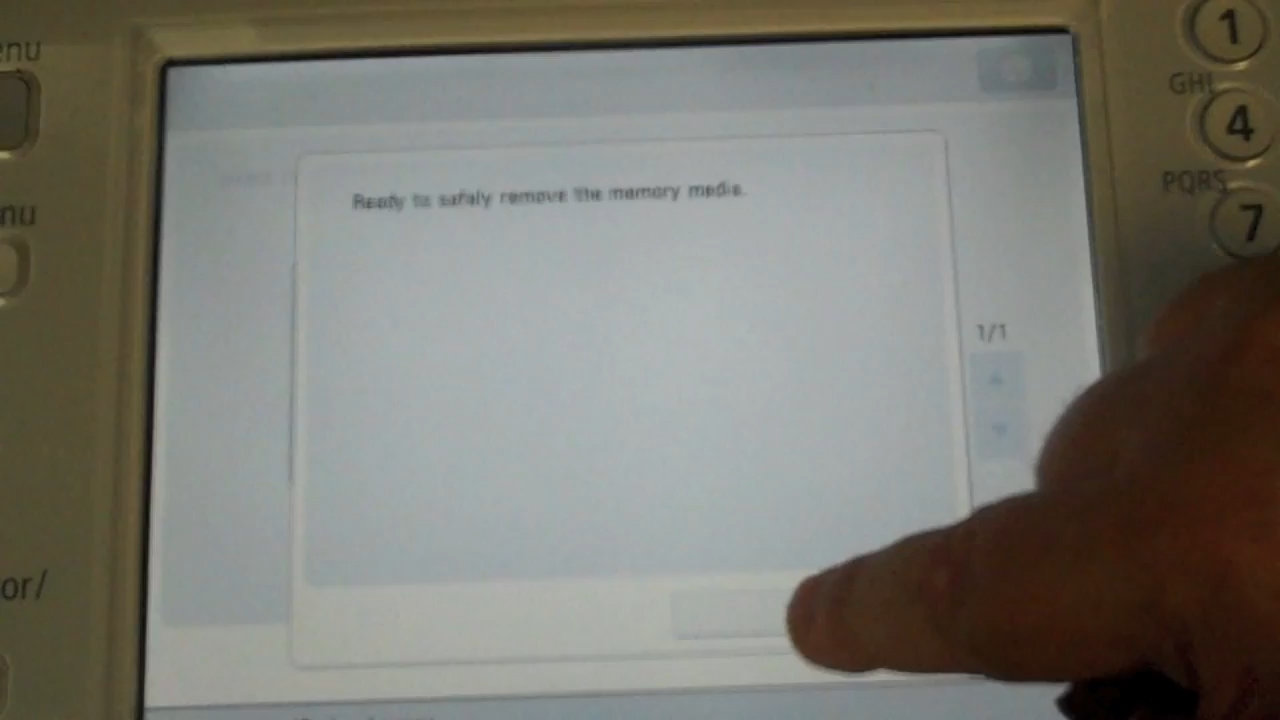 enu
nu
or/
Ready to safely remove the memory media.
1/1
1
GHI
4
PQRS
7